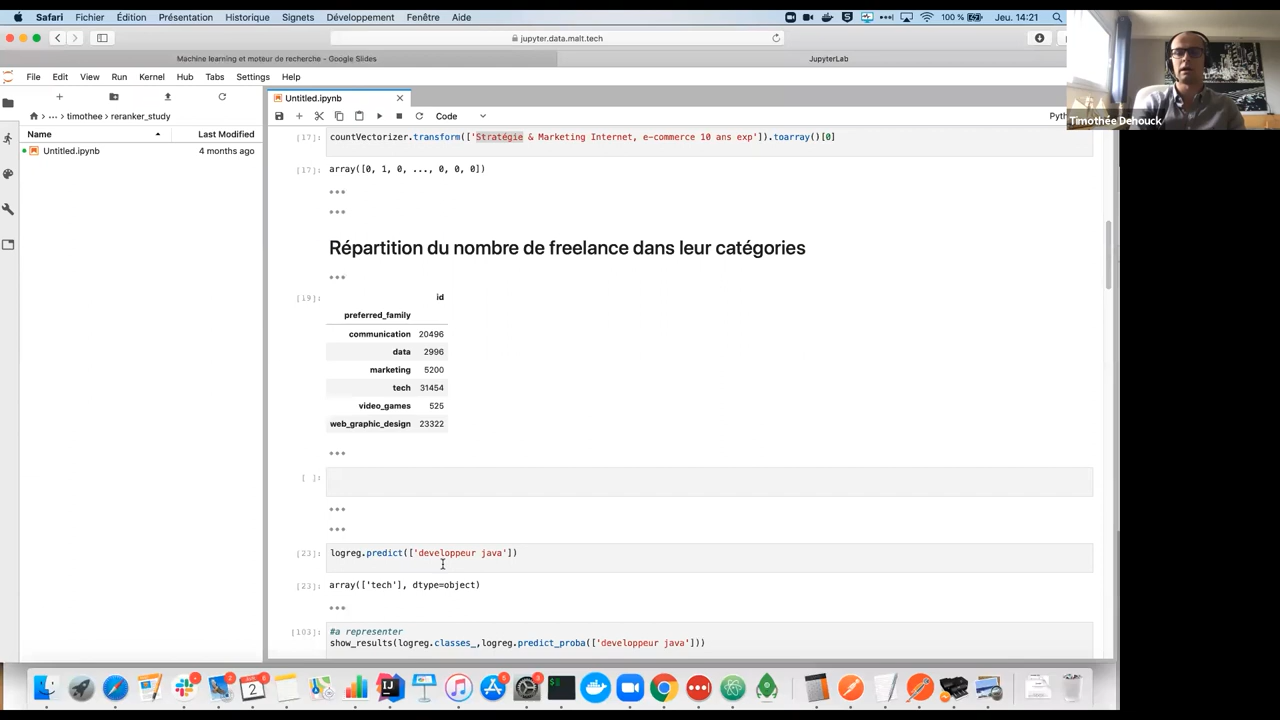 Safari Fichier Édition Présentation Historique Signets Développement Fenêtre Aide 100 % Jeu. 14:21
jupyter.data.malt.tech
Machine learning et moteur de recherche - Google Slides JupyterLab
File Edit View Run Kernel Hub Tabs Settings Help
Untitled.ipynb
Code
Timothée Dehouck
... / timothee / reranker_study
Name Last Modified
Untitled.ipynb 4 months ago
[17]: countVectorizer.transform(['Stratégie & Marketing Internet, e-commerce 10 ans exp']).toarray()[0]
[17]: array([0, 1, 0, ..., 0, 0, 0])
Répartition du nombre de freelance dans leur catégories
[19]: id
preferred_family
communication 20496
data 2996
marketing 5200
tech 31454
video_games 525
web_graphic_design 23322
[ ]:
[23]: logreg.predict(['developpeur java'])
[23]: array(['tech'], dtype=object)
[103]: #a representer
show_results(logreg.classes_,logreg.predict_proba(['developpeur java']))